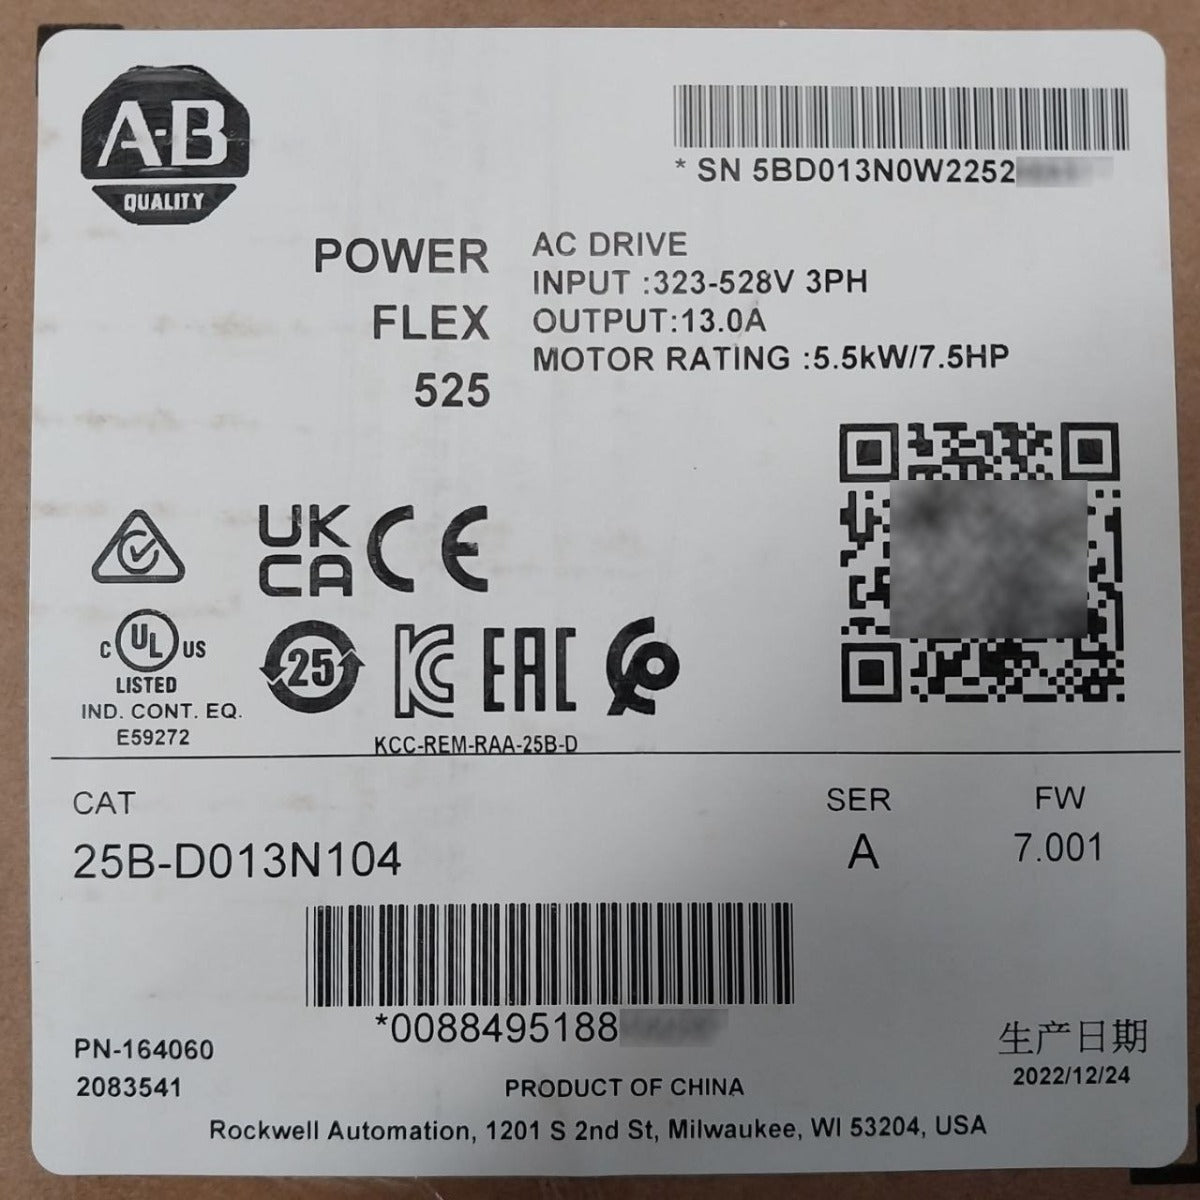 A-B
QUALITY
* SN 5BD013N0W2252
POWER
FLEX
525
AC DRIVE
INPUT :323-528V 3PH
OUTPUT:13.0A
MOTOR RATING :5.5kW/7.5HP
UK
CA
CE
C UL US
LISTED
IND. CONT. EQ.
E59272
25
KC
EAC
KCC-REM-RAA-25B-D
CAT
25B-D013N104
SER
A
FW
7.001
*0088495188
PN-164060
2083541
PRODUCT OF CHINA
生产日期
2022/12/24
Rockwell Automation, 1201 S 2nd St, Milwaukee, WI 53204, USA